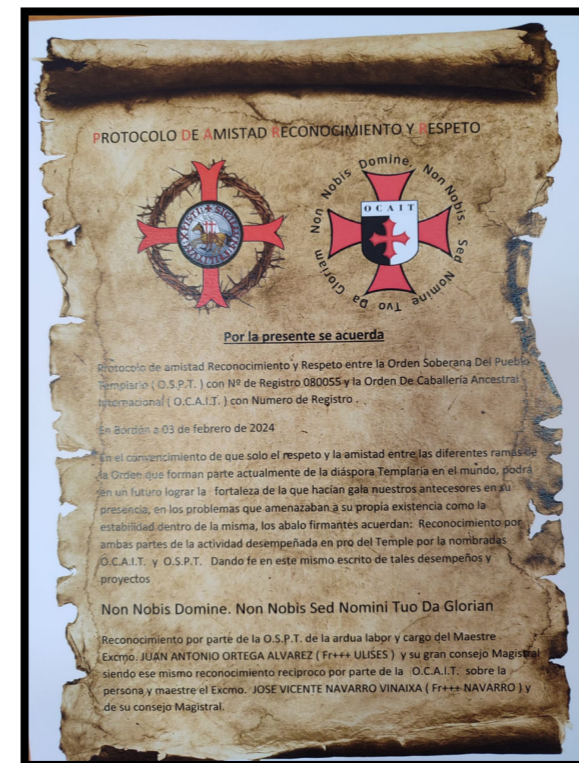 PROTOCOLO DE AMISTAD RECONOCIMIENTO Y RESPETO
Non Nobis Domine, Non Nobis, Sed Nomine Tvo Da Gloriam
OCAIT
Por la presente se acuerda
Protocolo de amistad Reconocimiento y Respeto entre la Orden Soberana Del Pueblo
Templario ( O.S.P.T. ) con Nº de Registro 080055 y la Orden De Caballería Ancestral
Internacional ( O.C.A.I.T. ) con Numero de Registro .
En Bordón a 03 de febrero de 2024
En el convencimiento de que solo el respeto y la amistad entre las diferentes ramas de
la Orden que forman parte actualmente de la diáspora Templaria en el mundo, podrá
en un futuro lograr la fortaleza de la que hacían gala nuestros antecesores en su
presencia, en los problemas que amenazaban a su propia existencia como la
estabilidad dentro de la misma, los abalo firmantes acuerdan: Reconocimiento por
ambas partes de la actividad desempeñada en pro del Temple por la nombradas
O.C.A.I.T. y O.S.P.T. Dando fe en este mismo escrito de tales desempeños y
proyectos
Non Nobis Domine. Non Nobis Sed Nomini Tuo Da Glorian
Reconocimiento por parte de la O.S.P.T. de la ardua labor y cargo del Maestre
Excmo. JUAN ANTONIO ORTEGA ALVAREZ ( Fr+++ ULISES ) y su gran consejo Magistral
siendo ese mismo reconocimiento reciproco por parte de la O.C.A.I.T. sobre la
persona y maestre el Excmo. JOSE VICENTE NAVARRO VINAIXA ( Fr+++ NAVARRO ) y
de su consejo Magistral.